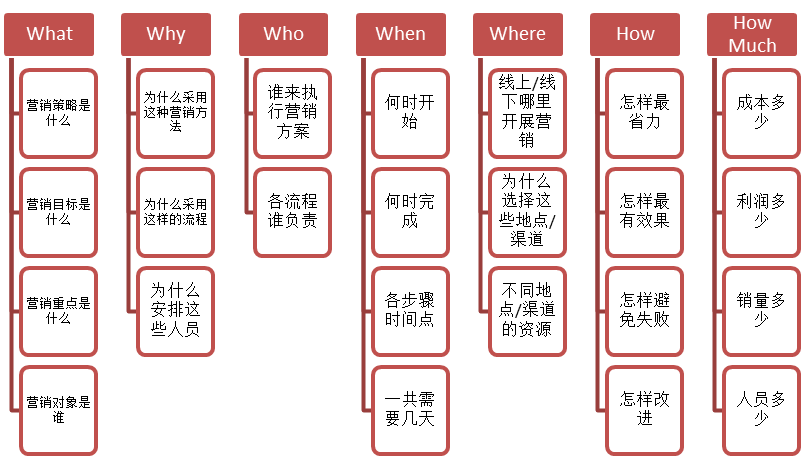 What
营销策略是
什么
营销目标是
什么
营销重点是
什么
营销对象是
谁
Why
为什么采用
这种营销方
法
为什么采用
这样的流程
为什么
安排这
些人员
Who
谁来执
行营销
方案
各流程
谁负责
When
何时开
始
何时完
成
各步骤
时间点
一共需
要几天
Where
线上/线
下哪里
开展营
销
为什么
选择这
些地点/
渠道
不同地
点/渠道
的资源
How
怎样最
省力
怎样最
有效果
怎样避
免失败
怎样改
进
How
Much
成本多
少
利润多
少
销量多
少
人员多
少